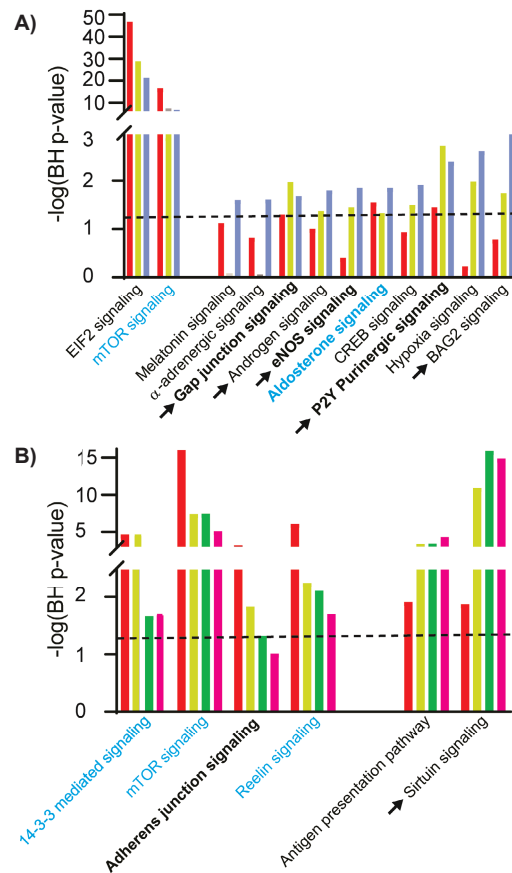 A)
50
40
30
20
10
3
2
1
0
-log(BH p-value)
EIF2 signaling
mTOR signaling
Melatonin signaling
α-adrenergic signaling
Gap junction signaling
Androgen signaling
eNOS signaling
Aldosterone signaling
CREB signaling
P2Y Purinergic signaling
Hypoxia signaling
BAG2 signaling
B)
15
10
5
2
1
0
-log(BH p-value)
14-3-3 mediated signaling
mTOR signaling
Adherens junction signaling
Reelin signaling
Antigen presentation pathway
Sirtuin signaling